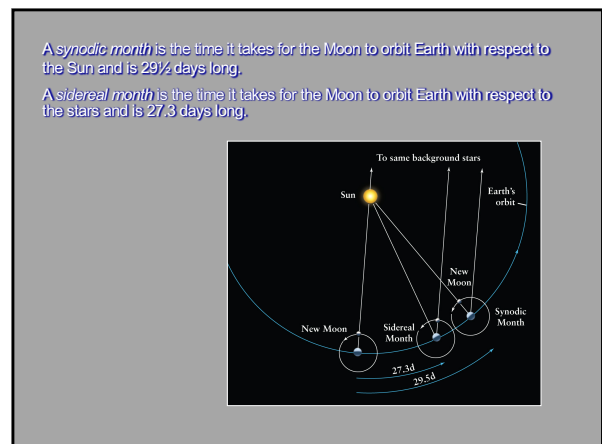 A synodic month is the time it takes for the Moon to orbit Earth with respect to
the Sun and is 29½ days long.
A sidereal month is the time it takes for the Moon to orbit Earth with respect to
the stars and is 27.3 days long.
To same background stars
Sun
Earth's
orbit
New
Moon
Synodic
Month
New Moon
Sidereal
Month
27.3d
29.5d